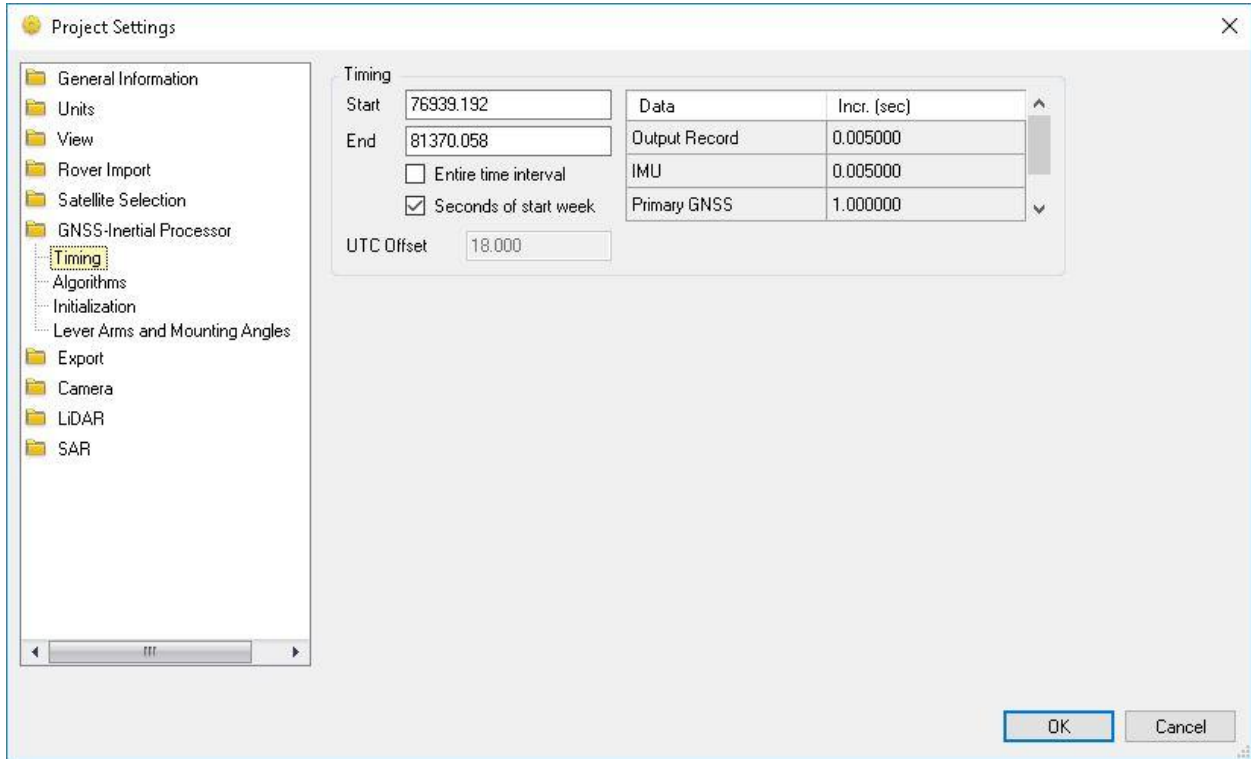 Project Settings
General Information
Units
View
Rover Import
Satellite Selection
GNSS-Inertial Processor
Timing
Algorithms
Initialization
Lever Arms and Mounting Angles
Export
Camera
LiDAR
SAR
Timing
Start 76939.192
End 81370.058
Entire time interval
Seconds of start week
UTC Offset 18.000
Data Incr. (sec)
Output Record 0.005000
IMU 0.005000
Primary GNSS 1.000000
OK Cancel